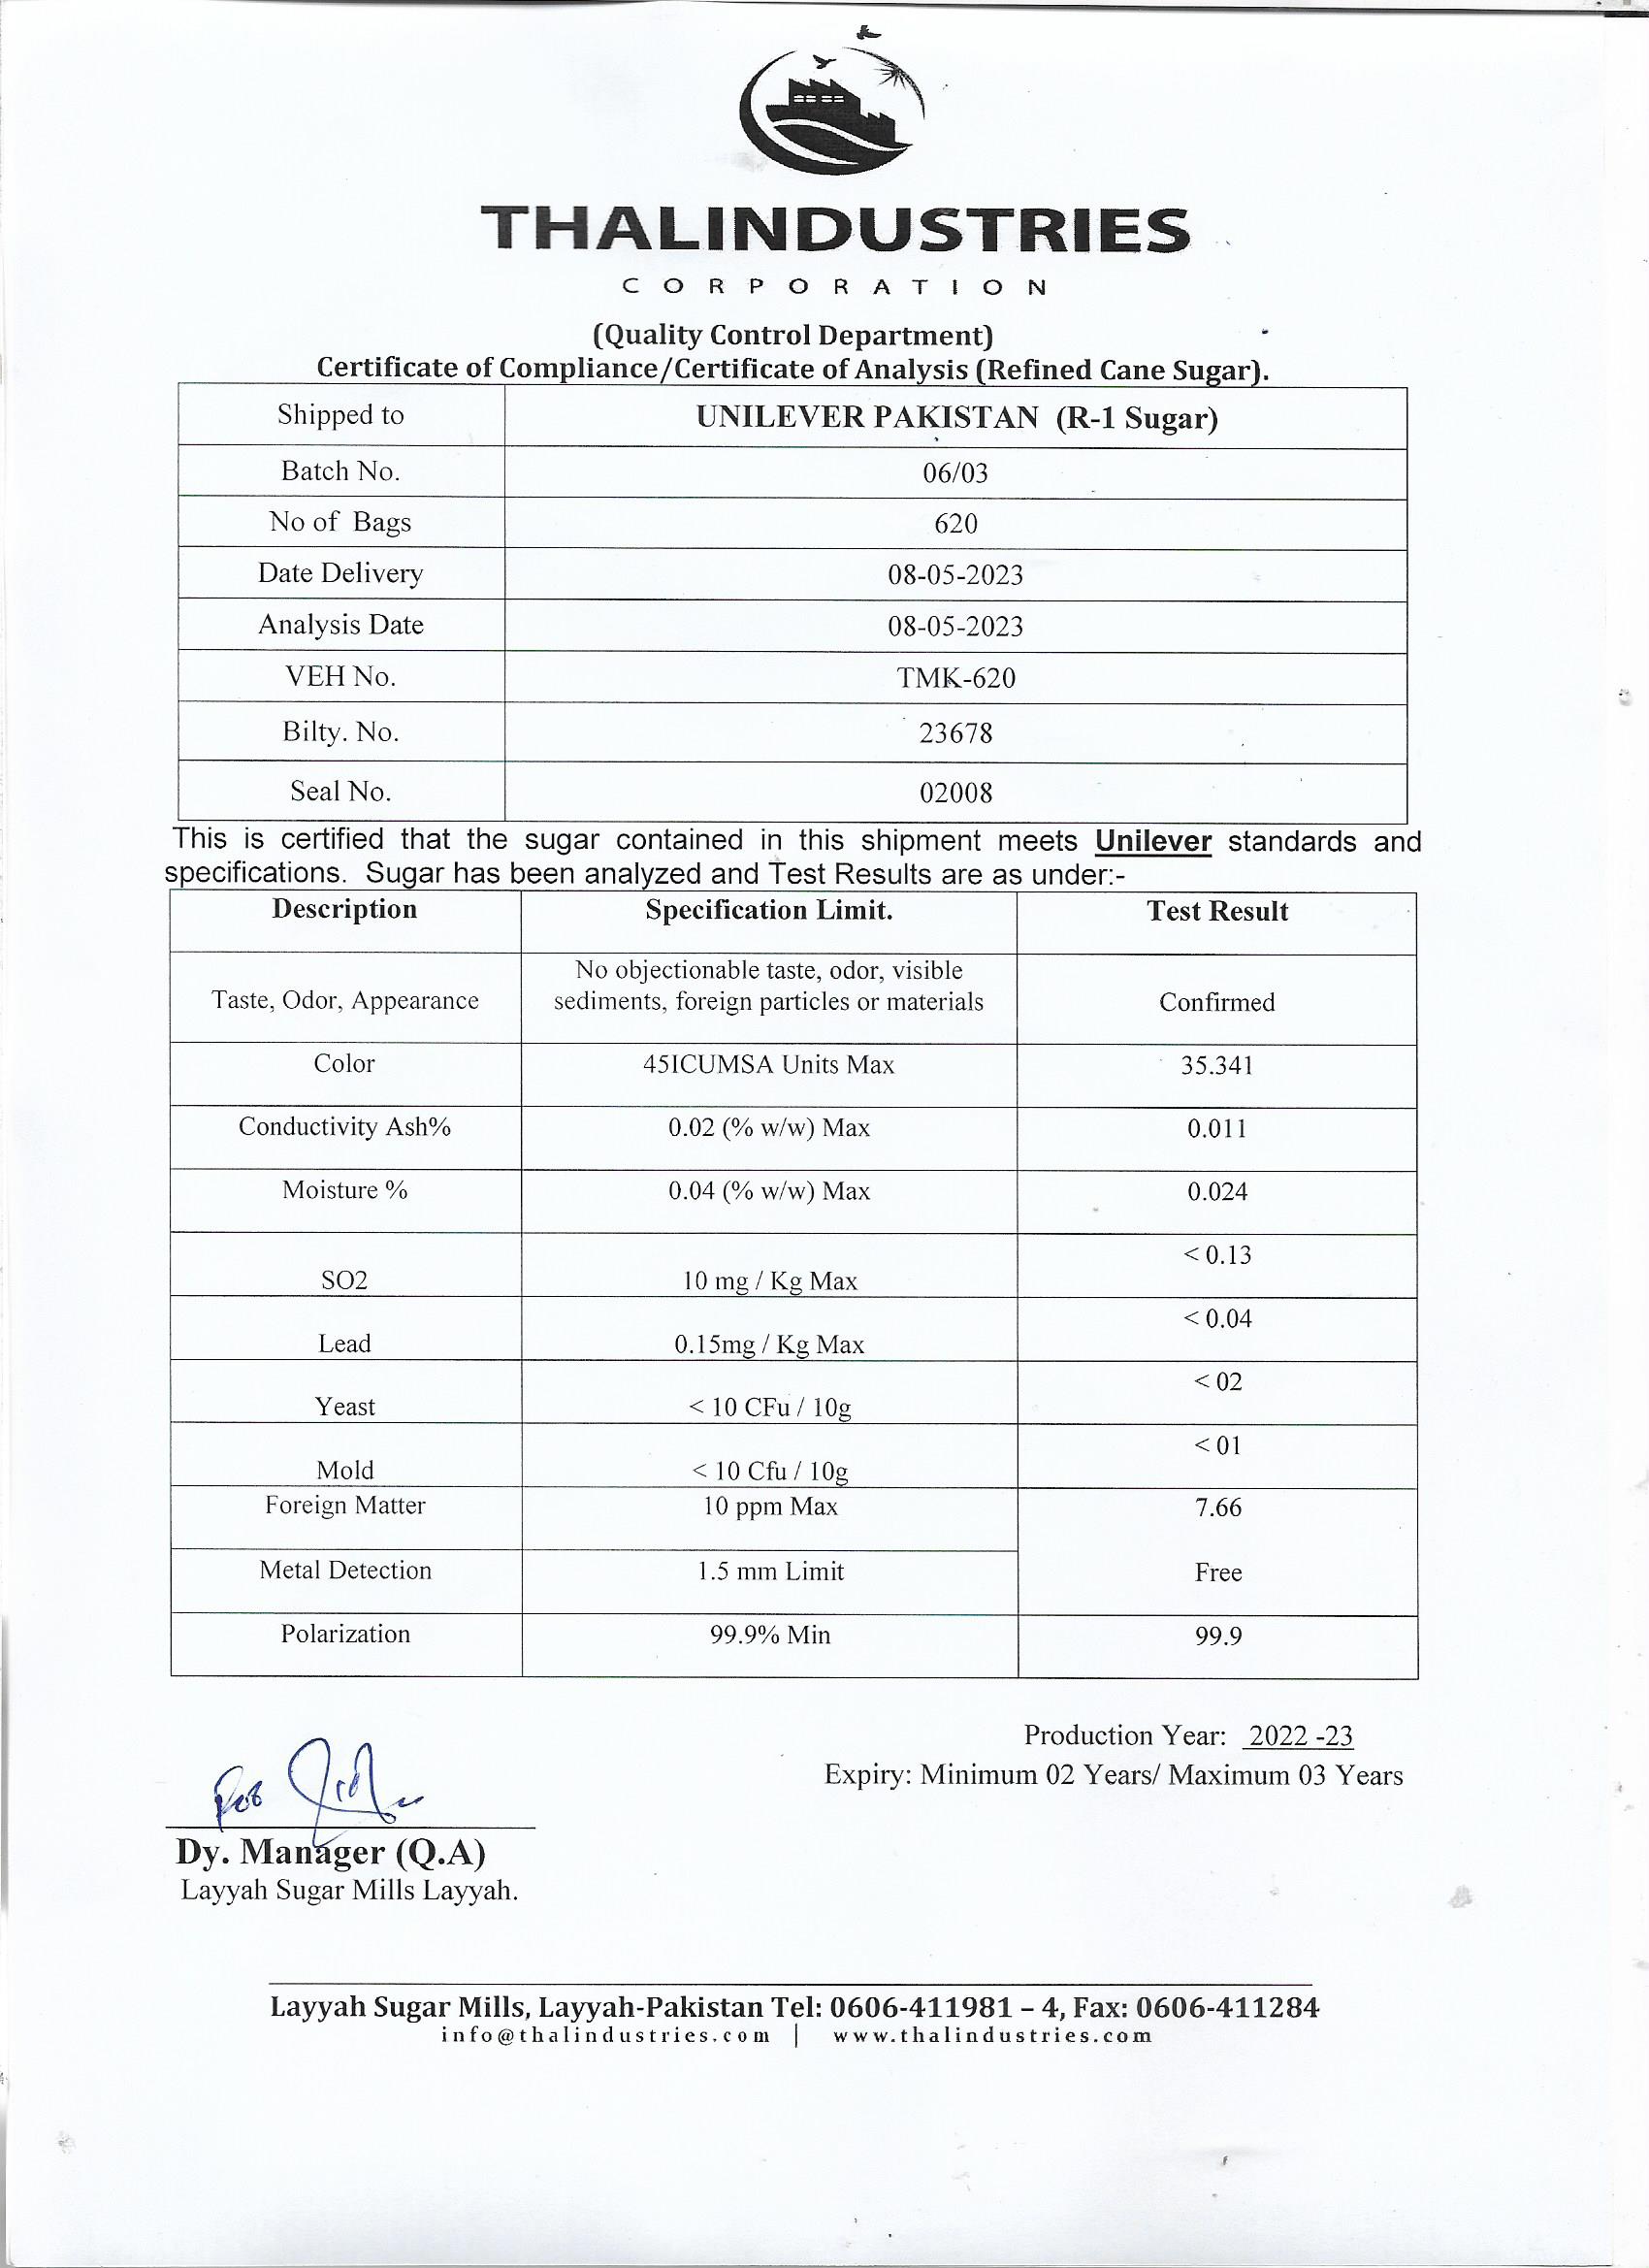 THALINDUSTRIES
CORPORATION
(Quality Control Department)
Certificate of Compliance/Certificate of Analysis (Refined Cane Sugar).
Shipped to UNILEVER PAKISTAN (R-1 Sugar)
Batch No. 06/03
No of Bags 620
Date Delivery 08-05-2023
Analysis Date 08-05-2023
VEH No. TMK-620
Bilty. No. 23678
Seal No. 02008
This is certified that the sugar contained in this shipment meets Unilever standards and
specifications. Sugar has been analyzed and Test Results are as under:-
Description Specification Limit. Test Result
Taste, Odor, Appearance No objectionable taste, odor, visible
sediments, foreign particles or materials Confirmed
Color 45ICUMSA Units Max 35.341
Conductivity Ash% 0.02 (% w/w) Max 0.011
Moisture % 0.04 (% w/w) Max 0.024
SO2 10 mg / Kg Max < 0.13
Lead 0.15mg / Kg Max < 0.04
Yeast < 10 CFu / 10g < 02
Mold < 10 Cfu / 10g < 01
Foreign Matter 10 ppm Max 7.66
Metal Detection 1.5 mm Limit Free
Polarization 99.9% Min 99.9
Production Year: 2022 -23
Expiry: Minimum 02 Years/ Maximum 03 Years
Dy. Manager (Q.A)
Layyah Sugar Mills Layyah.
Layyah Sugar Mills, Layyah-Pakistan Tel: 0606-411981 – 4, Fax: 0606-411284
info@thalindustries.com | www.thalindustries.com